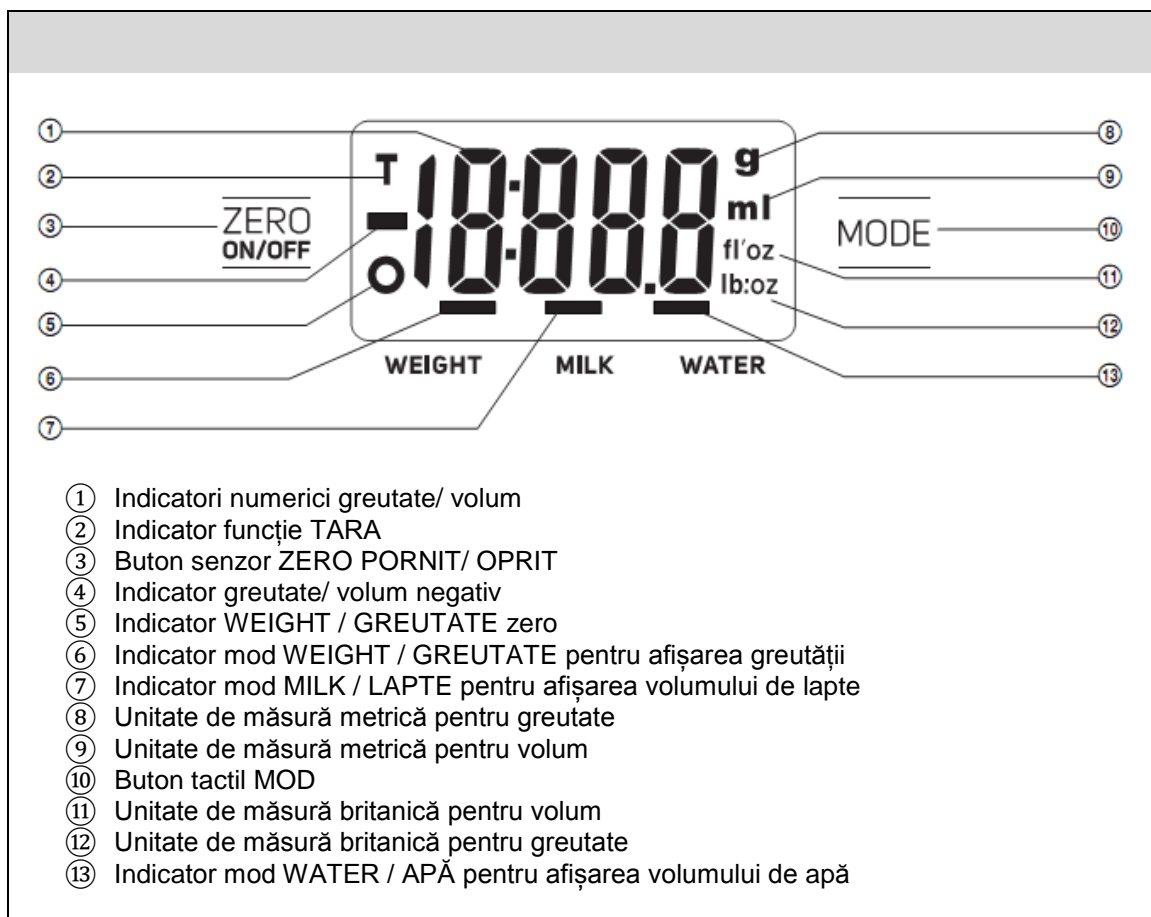 ①
②
③
④
⑤
⑥
⑦
ZERO
ON/OFF
T
18:888.8
g
ml
fl'oz
lb:oz
MODE
WEIGHT MILK WATER
⑧
⑨
⑩
⑪
⑫
⑬
① Indicatori numerici greutate/ volum
② Indicator funcție TARA
③ Buton senzor ZERO PORNIT/ OPRIT
④ Indicator greutate/ volum negativ
⑤ Indicator WEIGHT / GREUTATE zero
⑥ Indicator mod WEIGHT / GREUTATE pentru afișarea greutății
⑦ Indicator mod MILK / LAPTE pentru afișarea volumului de lapte
⑧ Unitate de măsură metrică pentru greutate
⑨ Unitate de măsură metrică pentru volum
⑩ Buton tactil MOD
⑪ Unitate de măsură britanică pentru volum
⑫ Unitate de măsură britanică pentru greutate
⑬ Indicator mod WATER / APĂ pentru afișarea volumului de apă